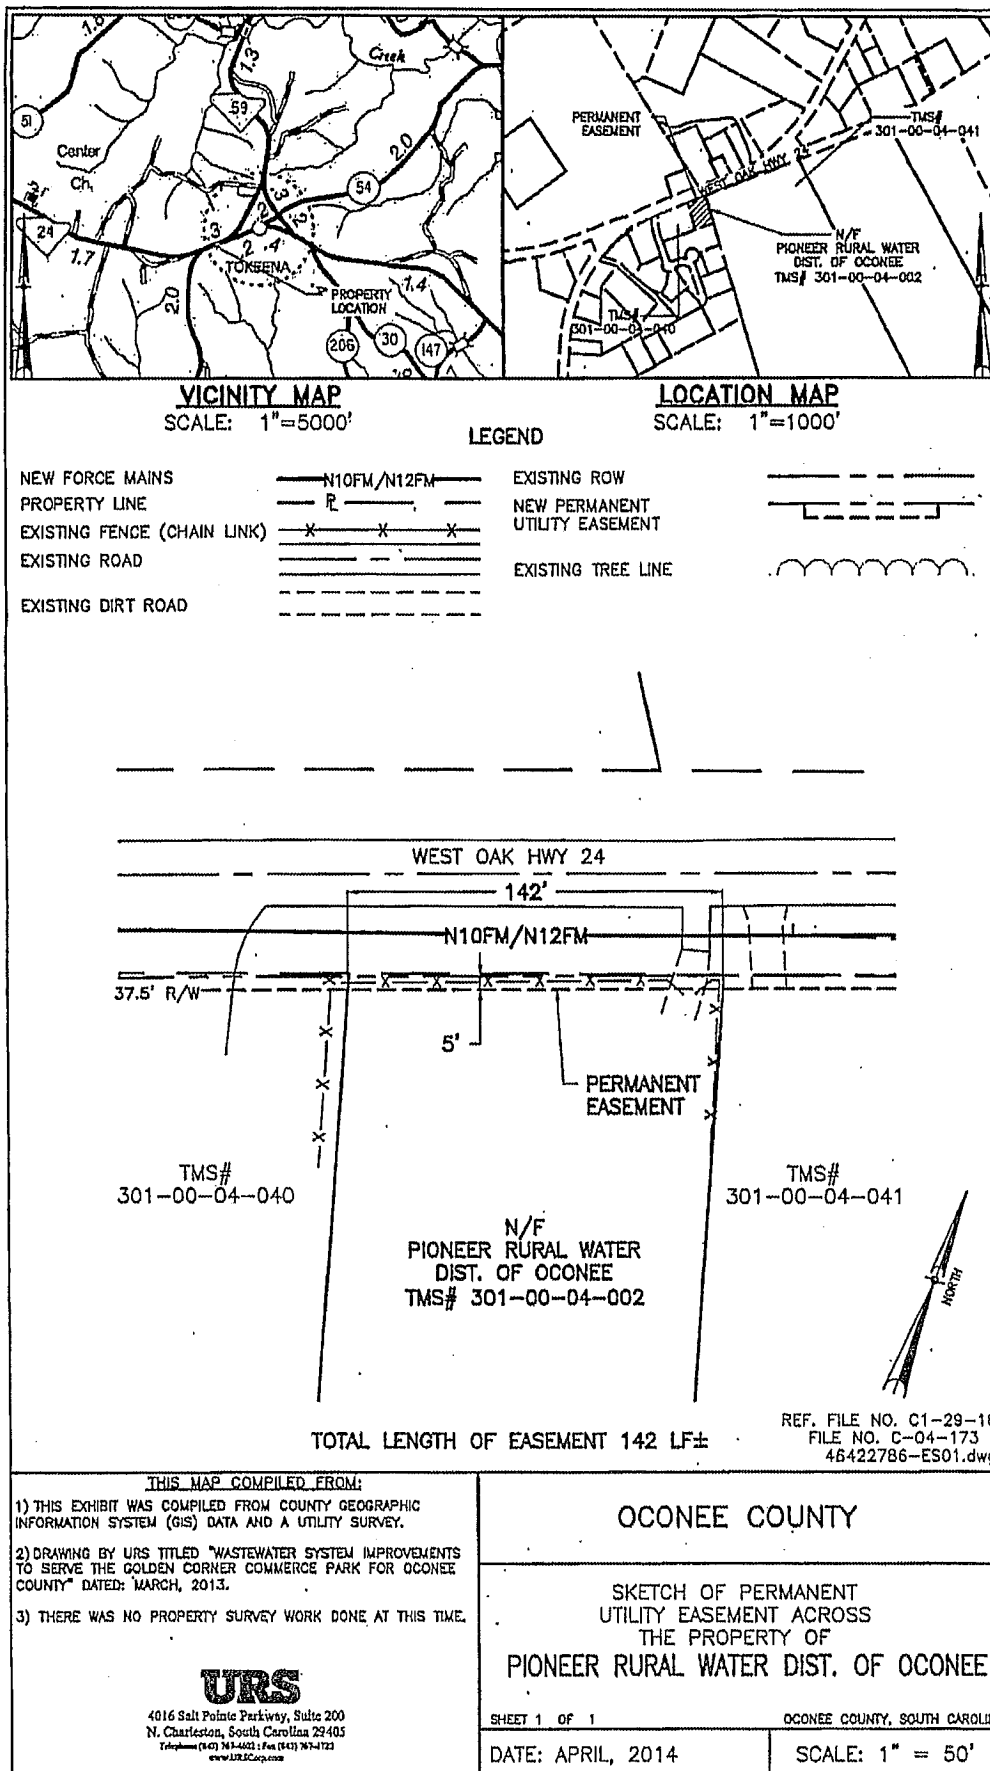 51
Center
Ch.
24
1.7
59
1.3
Creek
2.0
54
3
2
.4
TOKEENA
PROPERTY
LOCATION
2.0
1.4
206
30
147
PERMANENT
EASEMENT
TMS#
301-00-04-041
WEST OAK HWY 24
N/F
PIONEER RURAL WATER
DIST. OF OCONEE
TMS# 301-00-04-002
TMS#
301-00-04-040
VICINITY MAP
SCALE: 1"=5000'
LOCATION MAP
SCALE: 1"=1000'
LEGEND
NEW FORCE MAINS
N10FM/N12FM
PROPERTY LINE
EXISTING FENCE (CHAIN LINK)
X X X
EXISTING ROAD
EXISTING DIRT ROAD
EXISTING ROW
NEW PERMANENT
UTILITY EASEMENT
EXISTING TREE LINE
WEST OAK HWY 24
142'
N10FM/N12FM
37.5' R/W
5'
PERMANENT
EASEMENT
TMS#
301-00-04-040
TMS#
301-00-04-041
N/F
PIONEER RURAL WATER
DIST. OF OCONEE
TMS# 301-00-04-002
NORTH
TOTAL LENGTH OF EASEMENT 142 LF±
REF. FILE NO. C1-29-18
FILE NO. C-04-173
46422786-ES01.dwg
THIS MAP COMPILED FROM:
1) THIS EXHIBIT WAS COMPILED FROM COUNTY GEOGRAPHIC
INFORMATION SYSTEM (GIS) DATA AND A UTILITY SURVEY.
2) DRAWING BY URS TITLED "WASTEWATER SYSTEM IMPROVEMENTS
TO SERVE THE GOLDEN CORNER COMMERCE PARK FOR OCONEE
COUNTY" DATED: MARCH, 2013.
3) THERE WAS NO PROPERTY SURVEY WORK DONE AT THIS TIME.
URS
4016 Salt Pointe Parkway, Suite 200
N. Charleston, South Carolina 29405
www.URSCorp.com
OCONEE COUNTY
SKETCH OF PERMANENT
UTILITY EASEMENT ACROSS
THE PROPERTY OF
PIONEER RURAL WATER DIST. OF OCONEE
SHEET 1 OF 1
OCONEE COUNTY, SOUTH CAROLI
DATE: APRIL, 2014
SCALE: 1" = 50'